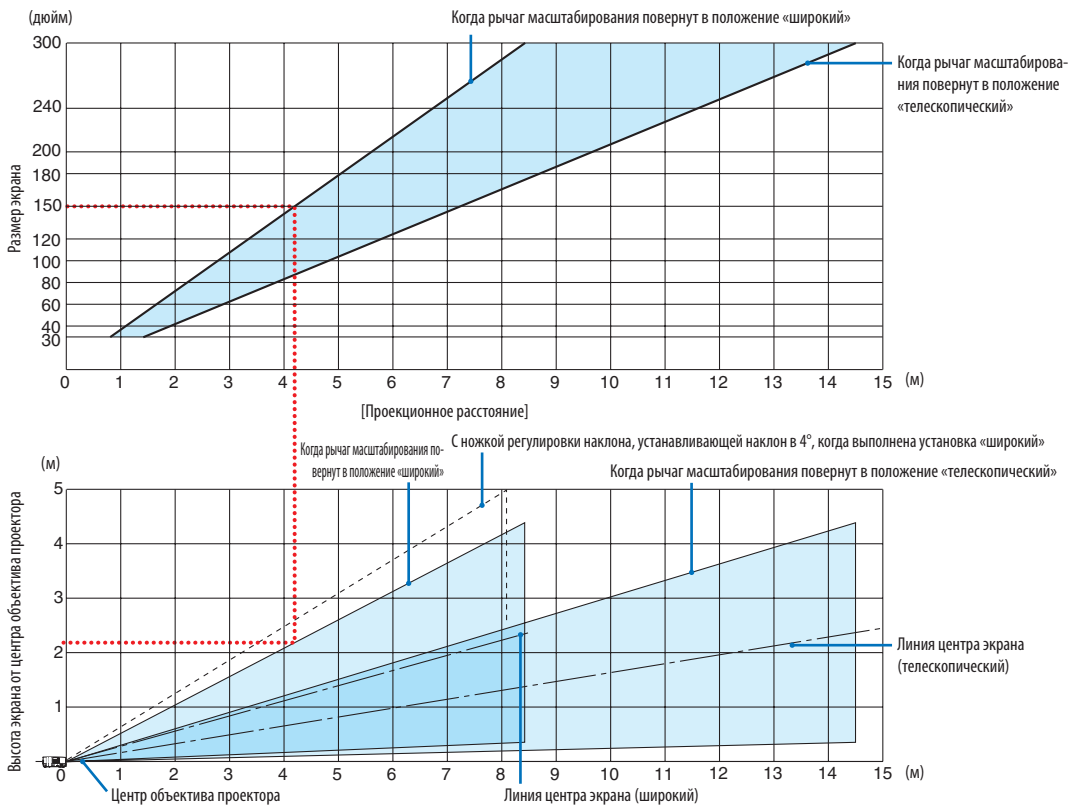 (дюйм)
Когда рычаг масштабирования повернут в положение «широкий»
300
Когда рычаг масштабирова-
ния повернут в положение
«телескопический»
240
200
180
150
120
100
80
60
40
30
Размер экрана
0 1 2 3 4 5 6 7 8 9 10 11 12 13 14 15 (м)
[Проекционное расстояние]
С ножкой регулировки наклона, устанавливающей наклон в 4°, когда выполнена установка «широкий»
Когда рычаг масштабирования по-
вернут в положение «широкий»
Когда рычаг масштабирования повернут в положение «телескопический»
(м)
5
4
3
2
1
Высота экрана от центра объектива проектора
Линия центра экрана
(телескопический)
0 1 2 3 4 5 6 7 8 9 10 11 12 13 14 15 (м)
Центр объектива проектора
Линия центра экрана (широкий)